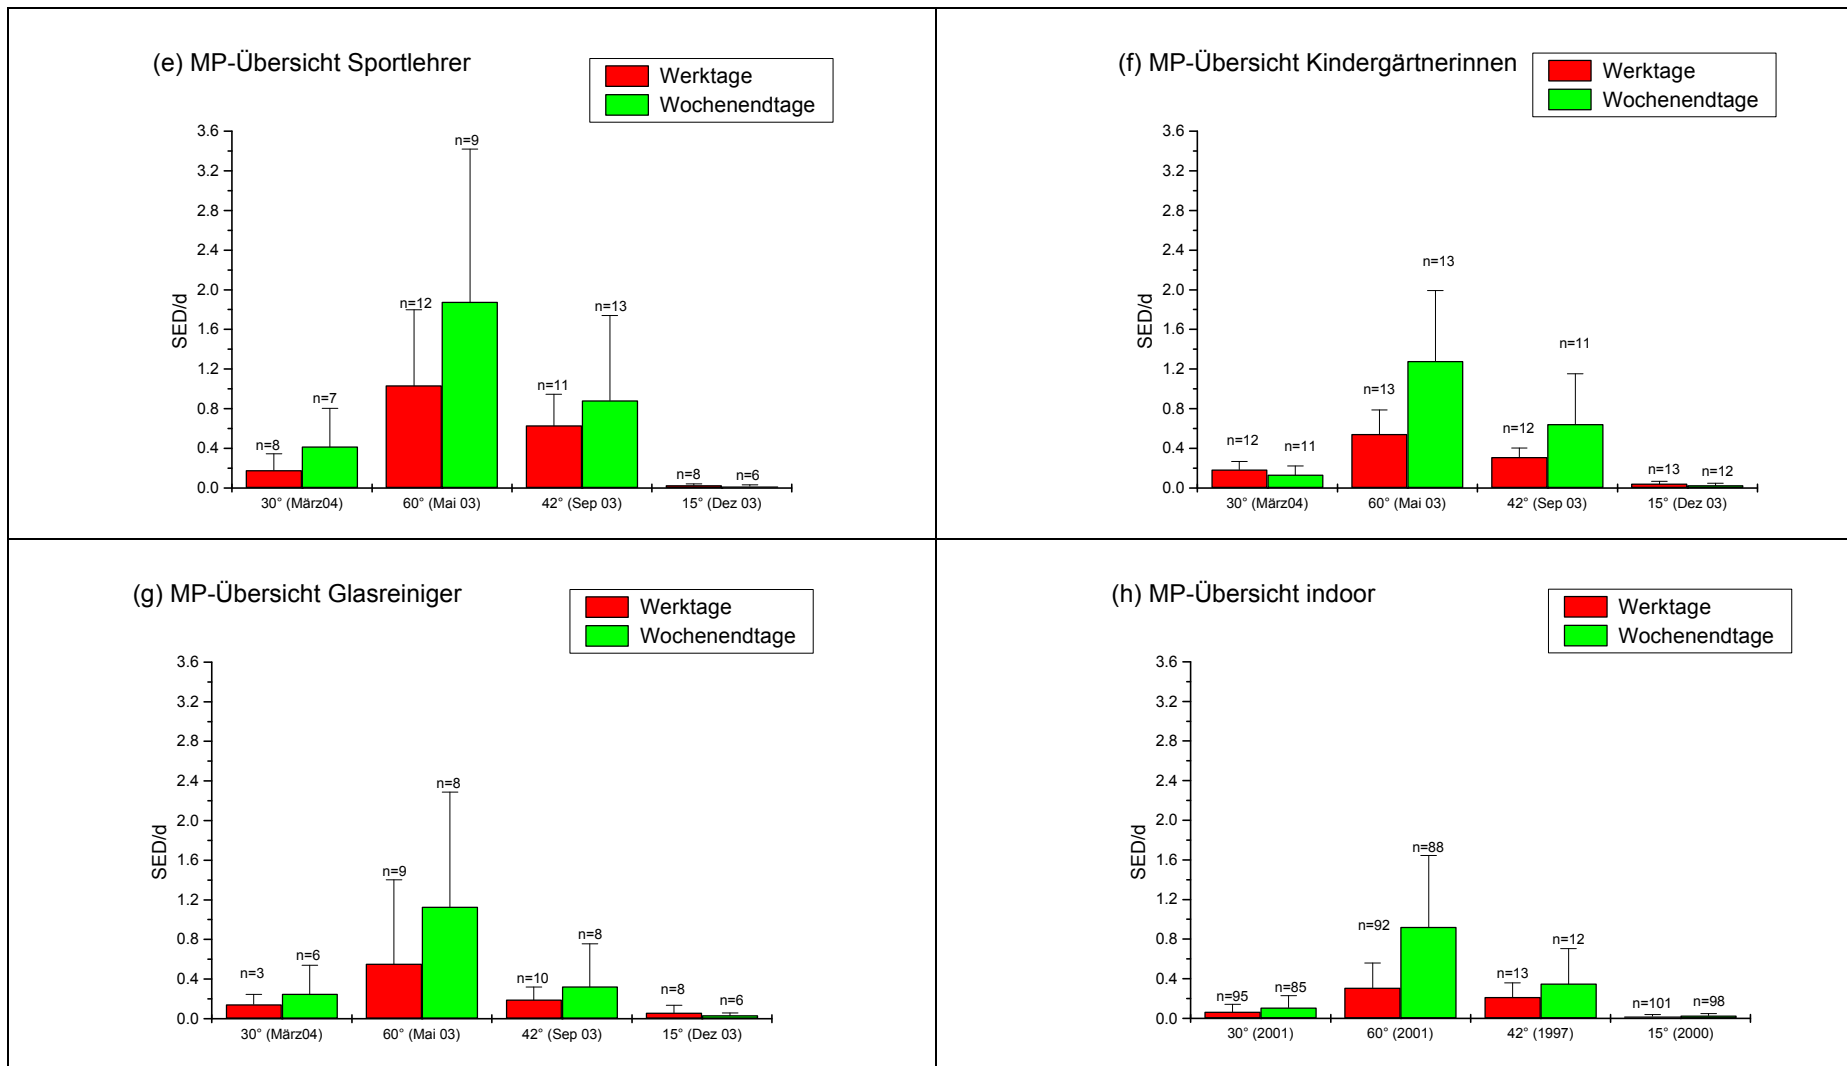 (e) MP-Übersicht Sportlehrer
Werktage
Wochenendtage
3.6
3.2
2.8
2.4
2.0
1.6
1.2
0.8
0.4
0.0
SED/d
n=8
n=7
n=12
n=9
n=11
n=13
n=8
n=6
30° (März04)
60° (Mai 03)
42° (Sep 03)
15° (Dez 03)
(f) MP-Übersicht Kindergärtnerinnen
Werktage
Wochenendtage
3.6
3.2
2.8
2.4
2.0
1.6
1.2
0.8
0.4
0.0
SED/d
n=12
n=11
n=13
n=13
n=12
n=11
n=13
n=12
30° (März04)
60° (Mai 03)
42° (Sep 03)
15° (Dez 03)
(g) MP-Übersicht Glasreiniger
Werktage
Wochenendtage
3.6
3.2
2.8
2.4
2.0
1.6
1.2
0.8
0.4
0.0
SED/d
n=3
n=6
n=9
n=8
n=10
n=8
n=8
n=6
30° (März04)
60° (Mai 03)
42° (Sep 03)
15° (Dez 03)
(h) MP-Übersicht indoor
Werktage
Wochenendtage
3.6
3.2
2.8
2.4
2.0
1.6
1.2
0.8
0.4
0.0
SED/d
n=95
n=85
n=92
n=88
n=13
n=12
n=101
n=98
30° (2001)
60° (2001)
42° (1997)
15° (2000)